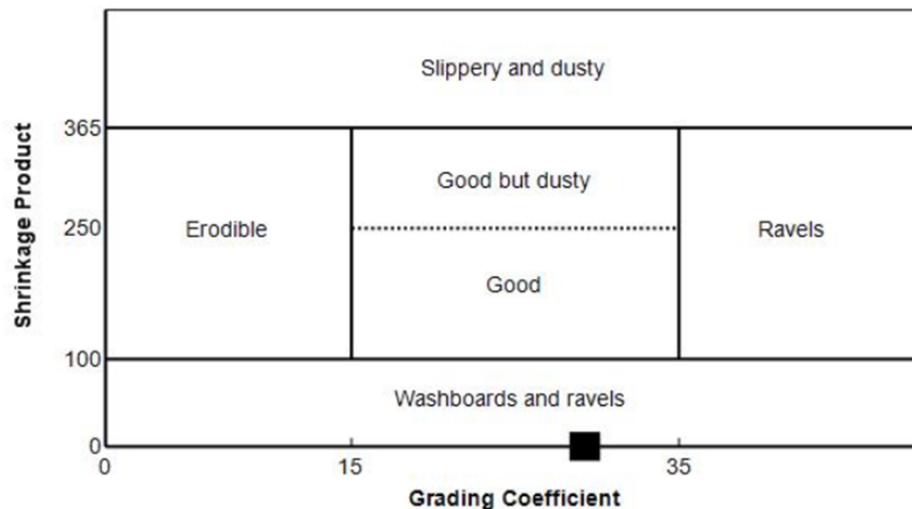 Slippery and dusty
365
Good but dusty
Shrinkage Product
250
Erodible
Ravels
Good
100
Washboards and ravels
0
0
15
35
Grading Coefficient